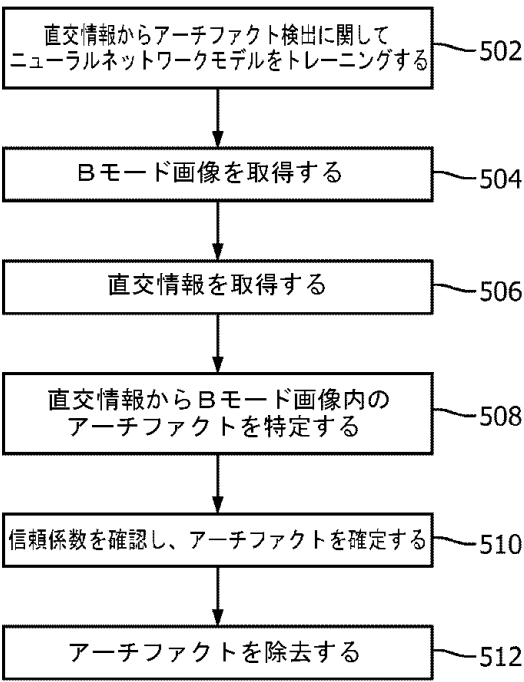 直交情報からアーチファクト検出に関して
ニューラルネットワークモデルをトレーニングする
502
Bモード画像を取得する
504
直交情報を取得する
506
直交情報からBモード画像内の
アーチファクトを特定する
508
信頼係数を確認し、アーチファクトを確定する
510
アーチファクトを除去する
512